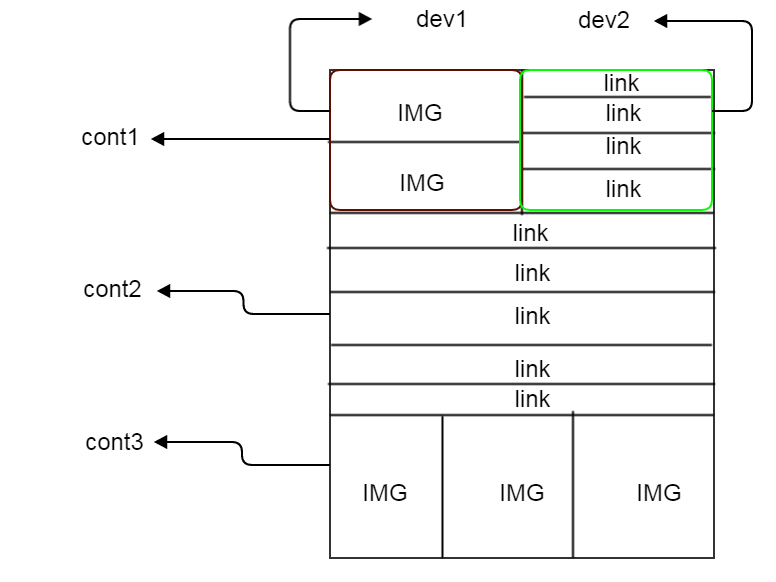 dev1 dev2
link
IMG link
cont1
link
IMG link
link
link
cont2
link
link
link
cont3
IMG IMG IMG